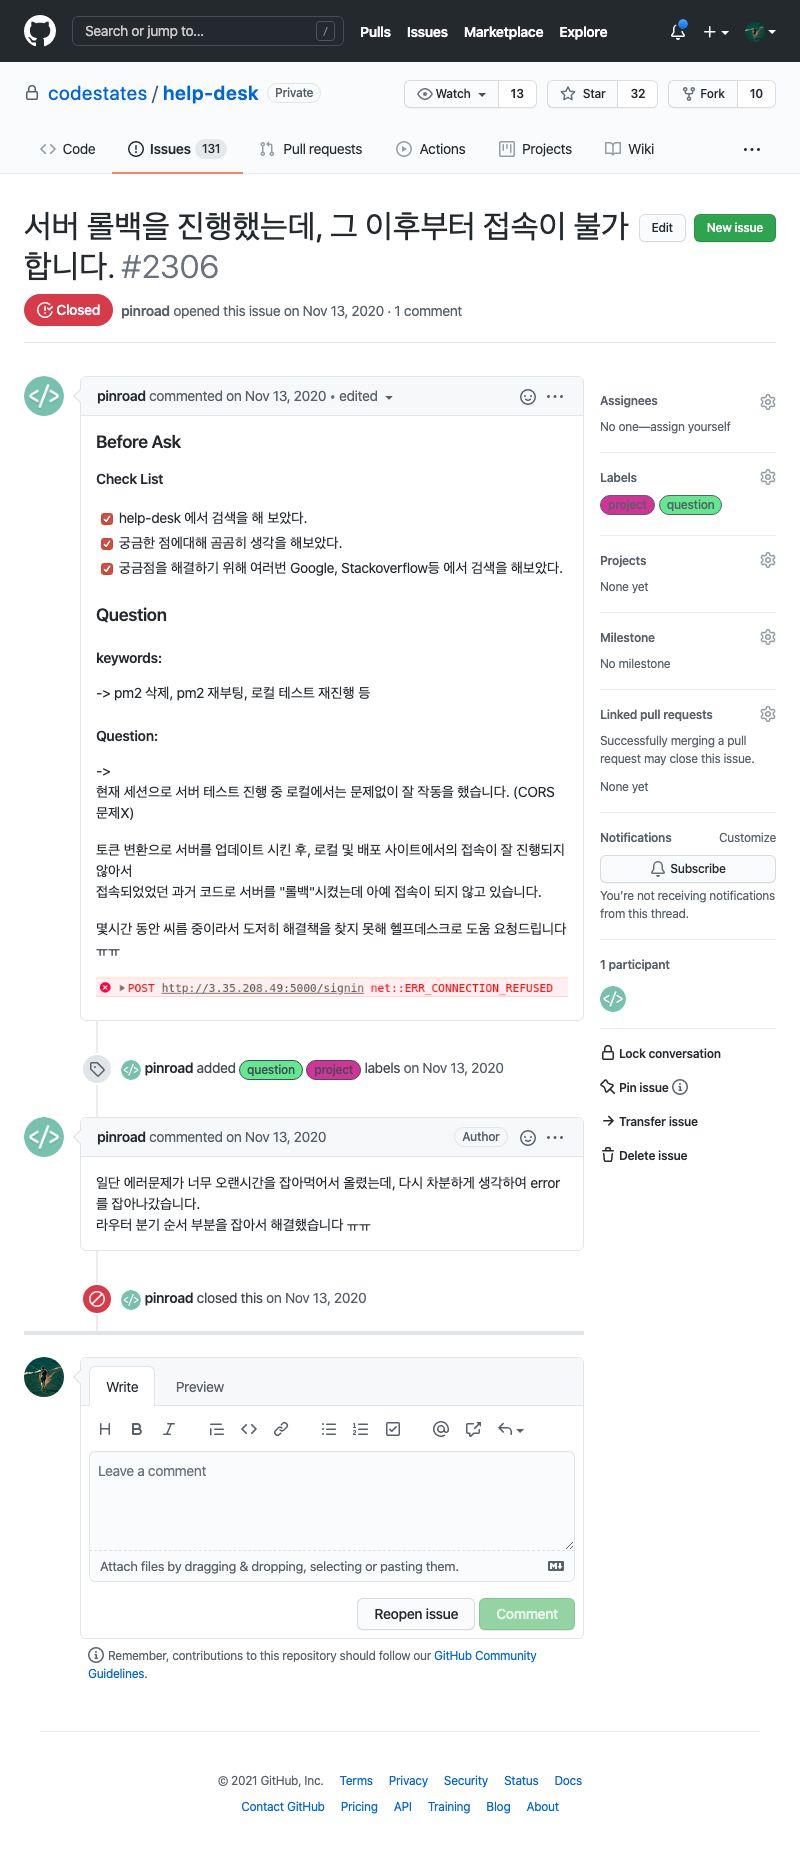 Search or jump to...
/
Pulls
Issues
Marketplace
Explore
codestates / help-desk
Private
Watch
13
Star
32
Fork
10
Code
Issues 131
Pull requests
Actions
Projects
Wiki
서버 롤백을 진행했는데, 그 이후부터 접속이 불가
합니다. #2306
Edit
New issue
Closed
pinroad opened this issue on Nov 13, 2020 · 1 comment
pinroad commented on Nov 13, 2020 • edited
Before Ask
Check List
help-desk 에서 검색을 해 보았다.
궁금한 점에대해 곰곰히 생각을 해보았다.
궁금점을 해결하기 위해 여러번 Google, Stackoverflow등 에서 검색을 해보았다.
Question
keywords:
-> pm2 삭제, pm2 재부팅, 로컬 테스트 재진행 등
Question:
->
현재 세션으로 서버 테스트 진행 중 로컬에서는 문제없이 잘 작동을 했습니다. (CORS
문제X)
토큰 변환으로 서버를 업데이트 시킨 후, 로컬 및 배포 사이트에서의 접속이 잘 진행되지
않아서
접속되었었던 과거 코드로 서버를 "롤백"시켰는데 아예 접속이 되지 않고 있습니다.
몇시간 동안 씨름 중이라서 도저히 해결책을 찾지 못해 헬프데스크로 도움 요청드립니다
ㅠㅠ
POST http://3.35.208.49:5000/signin net::ERR_CONNECTION_REFUSED
pinroad added question project labels on Nov 13, 2020
pinroad commented on Nov 13, 2020
Author
일단 에러문제가 너무 오랜시간을 잡아먹어서 올렸는데, 다시 차분하게 생각하여 error
를 잡아나갔습니다.
라우터 분기 순서 부분을 잡아서 해결했습니다 ㅠㅠ
pinroad closed this on Nov 13, 2020
Write
Preview
H B I
Leave a comment
Attach files by dragging & dropping, selecting or pasting them.
Reopen issue
Comment
Remember, contributions to this repository should follow our GitHub Community
Guidelines.
Assignees
No one—assign yourself
Labels
project question
Projects
None yet
Milestone
No milestone
Linked pull requests
Successfully merging a pull
request may close this issue.
None yet
Notifications
Customize
Subscribe
You're not receiving notifications
from this thread.
1 participant
Lock conversation
Pin issue
Transfer issue
Delete issue
© 2021 GitHub, Inc.
Terms
Privacy
Security
Status
Docs
Contact GitHub
Pricing
API
Training
Blog
About